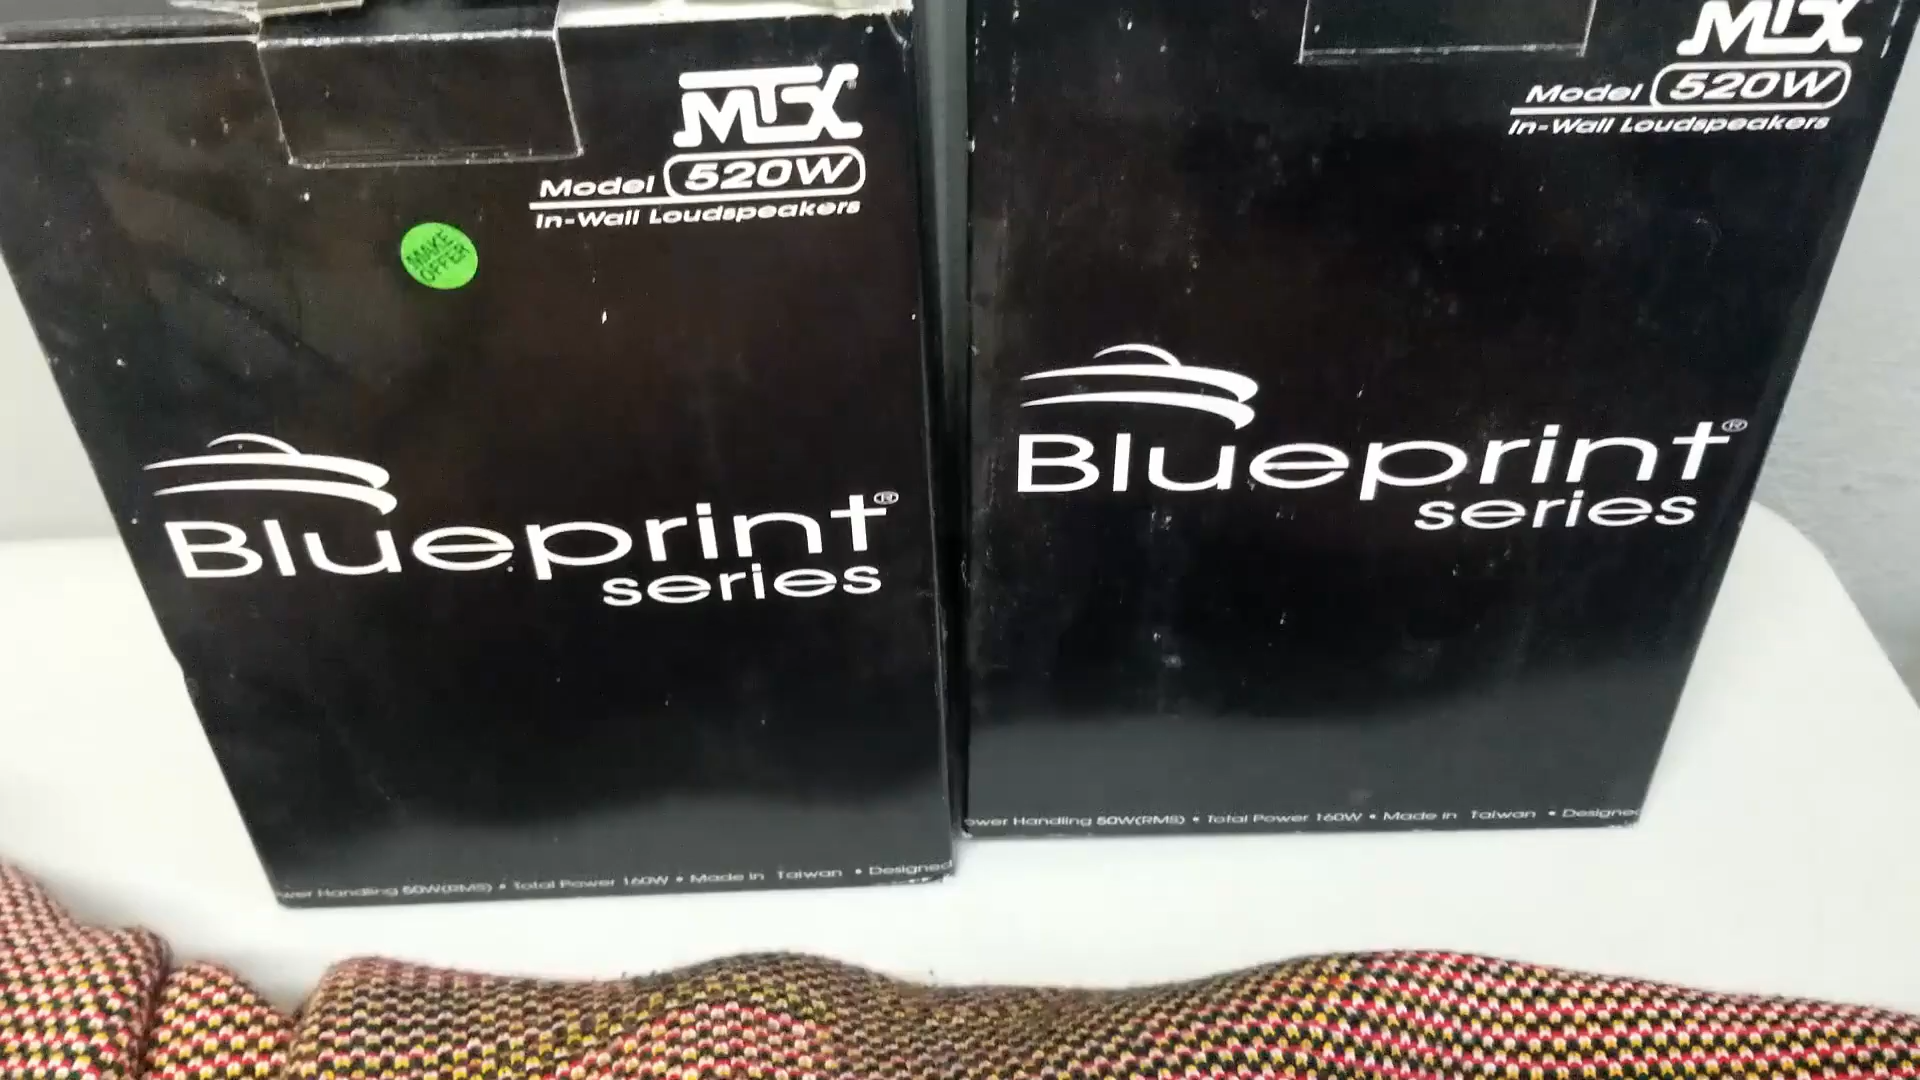 MTX
Model 520W
In-Wall Loudspeakers
MAKE
OFFER
Blueprint®
series
Handling 50W(RMS) • Total Power 160W • Made in Taiwan • Designed
MTX
Model 520W
In-Wall Loudspeakers
Blueprint®
series
Handling 50W(RMS) • Total Power 160W • Made in Taiwan • Designed